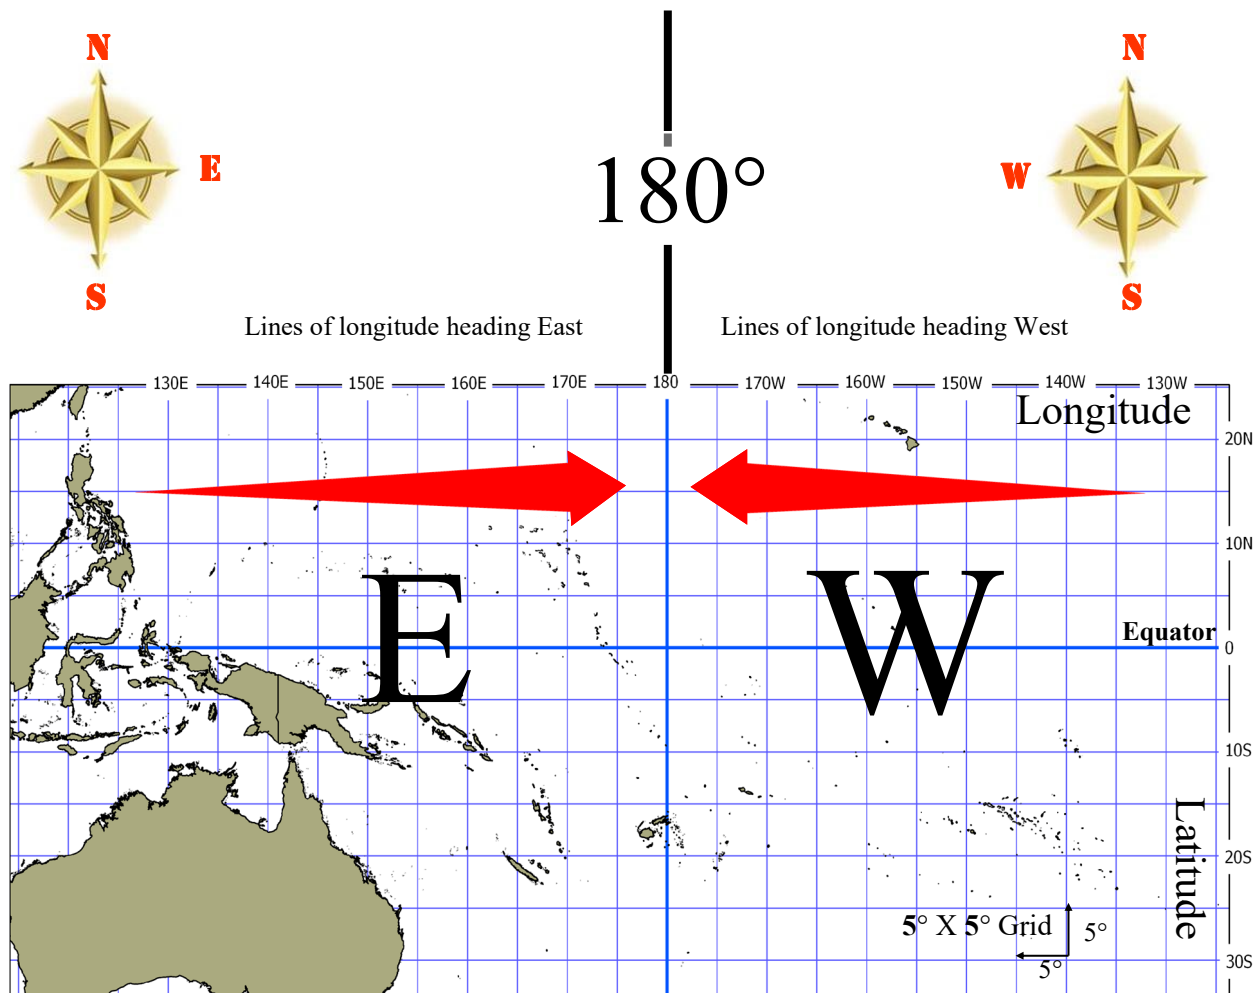 N
N
E
180°
W
S
S
Lines of longitude heading East
Lines of longitude heading West
130E 140E 150E 160E 170E 180 170W 160W 150W 140W 130W
Longitude
20N
10N
E
W
Equator
0
10S
Latitude
20S
5° X 5° Grid
5°
5°
30S